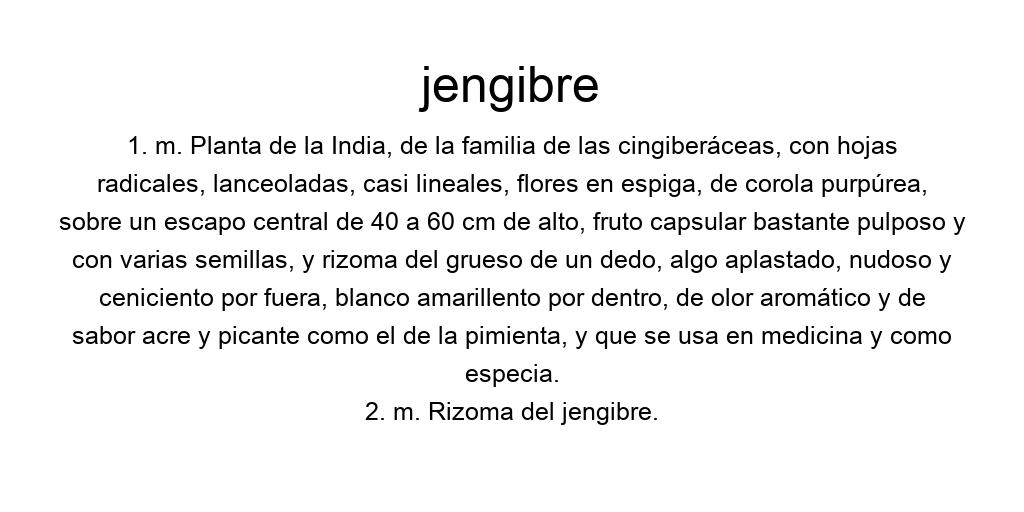 jengibre
1. m. Planta de la India, de la familia de las cingiberáceas, con hojas
radicales, lanceoladas, casi lineales, flores en espiga, de corola purpúrea,
sobre un escapo central de 40 a 60 cm de alto, fruto capsular bastante pulposo y
con varias semillas, y rizoma del grueso de un dedo, algo aplastado, nudoso y
ceniciento por fuera, blanco amarillento por dentro, de olor aromático y de
sabor acre y picante como el de la pimienta, y que se usa en medicina y como
especia.
2. m. Rizoma del jengibre.